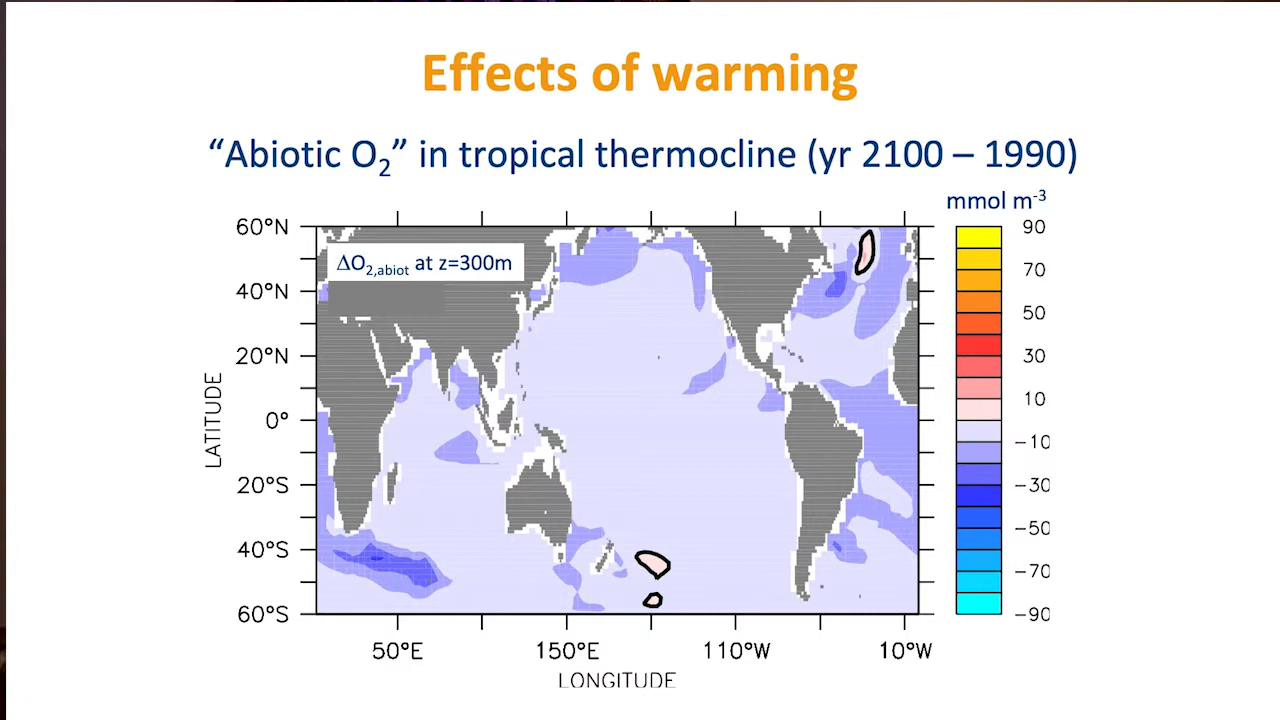 Effects of warming
“Abiotic O2” in tropical thermocline (yr 2100 – 1990)
mmol m-3
ΔO2,abiot at z=300m
60°N
40°N
20°N
0°
20°S
40°S
60°S
LATITUDE
50°E
150°E
110°W
10°W
LONGITUDE
90
70
50
30
10
−10
−30
−50
−70
−90